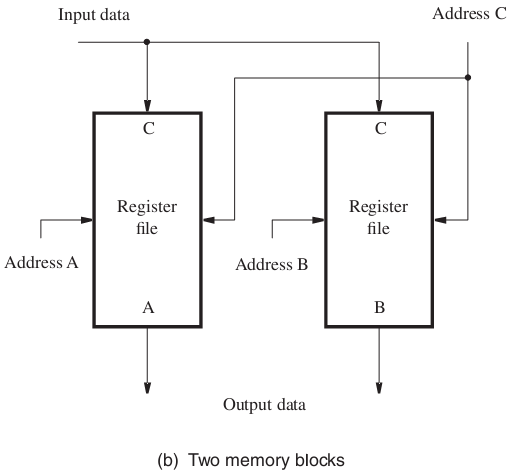 Input data
Address C
C
C
Register
file
Register
file
Address A
Address B
A
B
Output data
(b) Two memory blocks